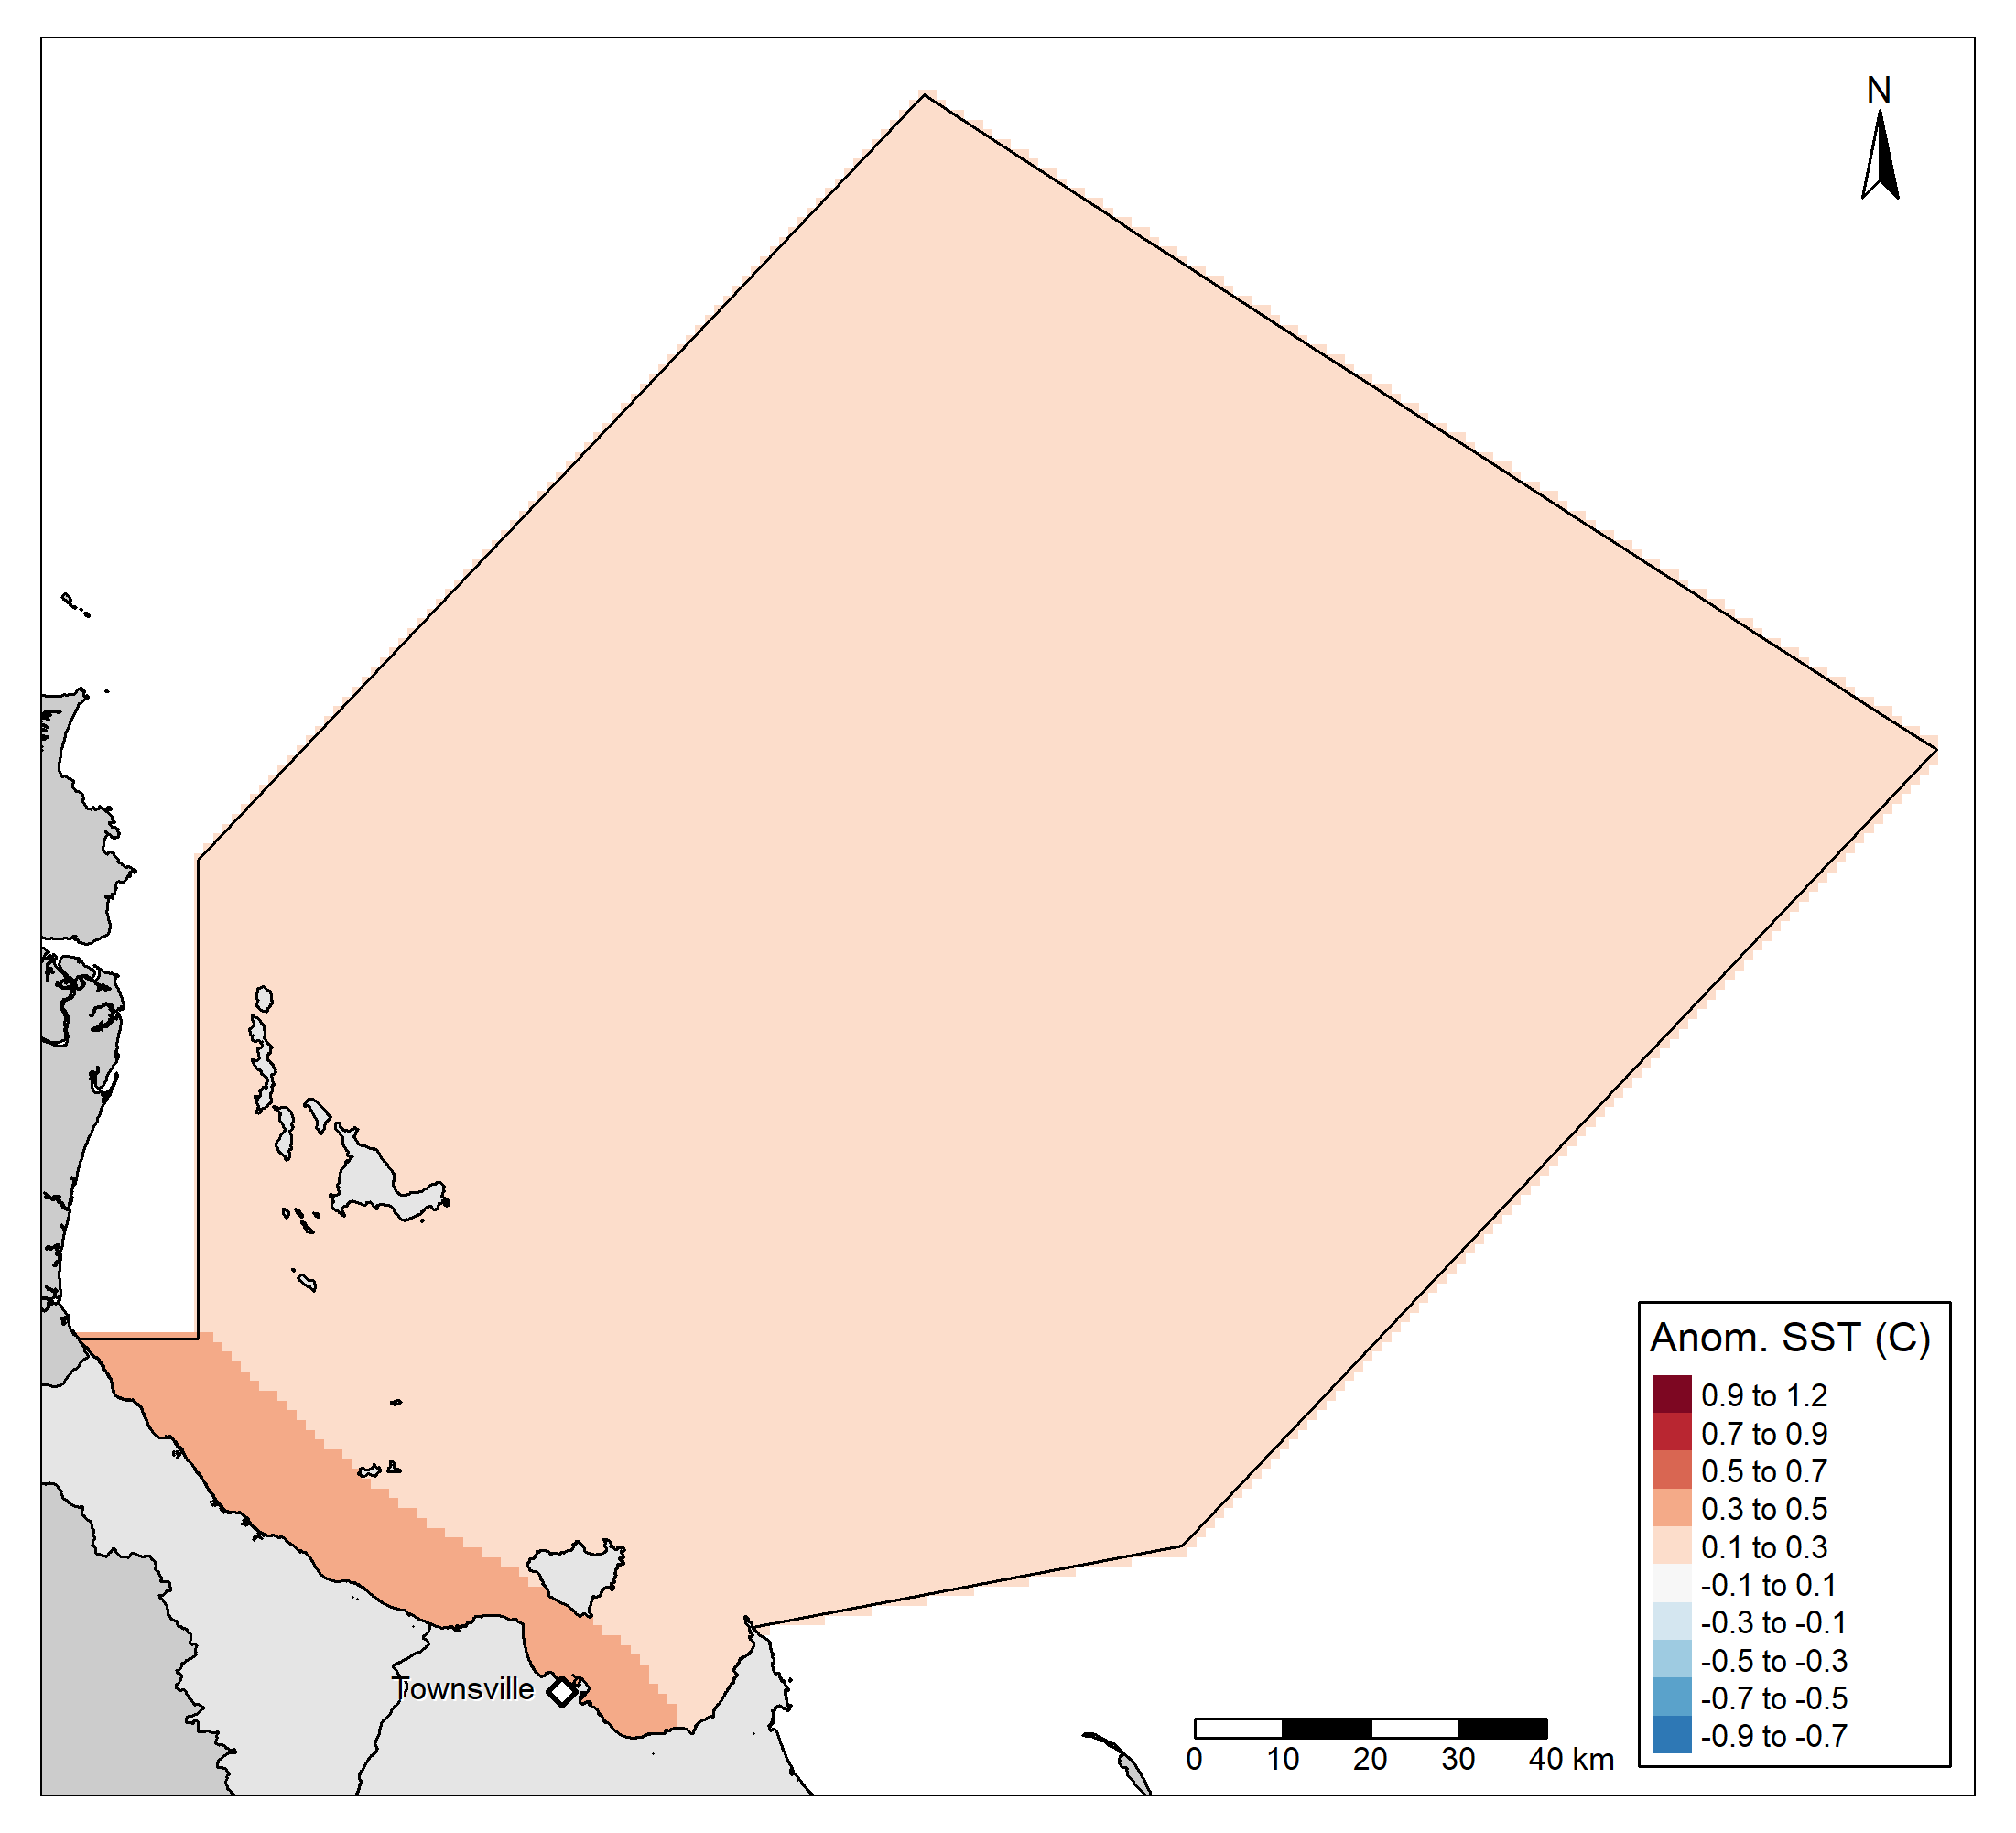 N
Anom. SST (C)
0.9 to 1.2
0.7 to 0.9
0.5 to 0.7
0.3 to 0.5
0.1 to 0.3
-0.1 to 0.1
-0.3 to -0.1
-0.5 to -0.3
-0.7 to -0.5
-0.9 to -0.7
Townsville
0 10 20 30 40 km